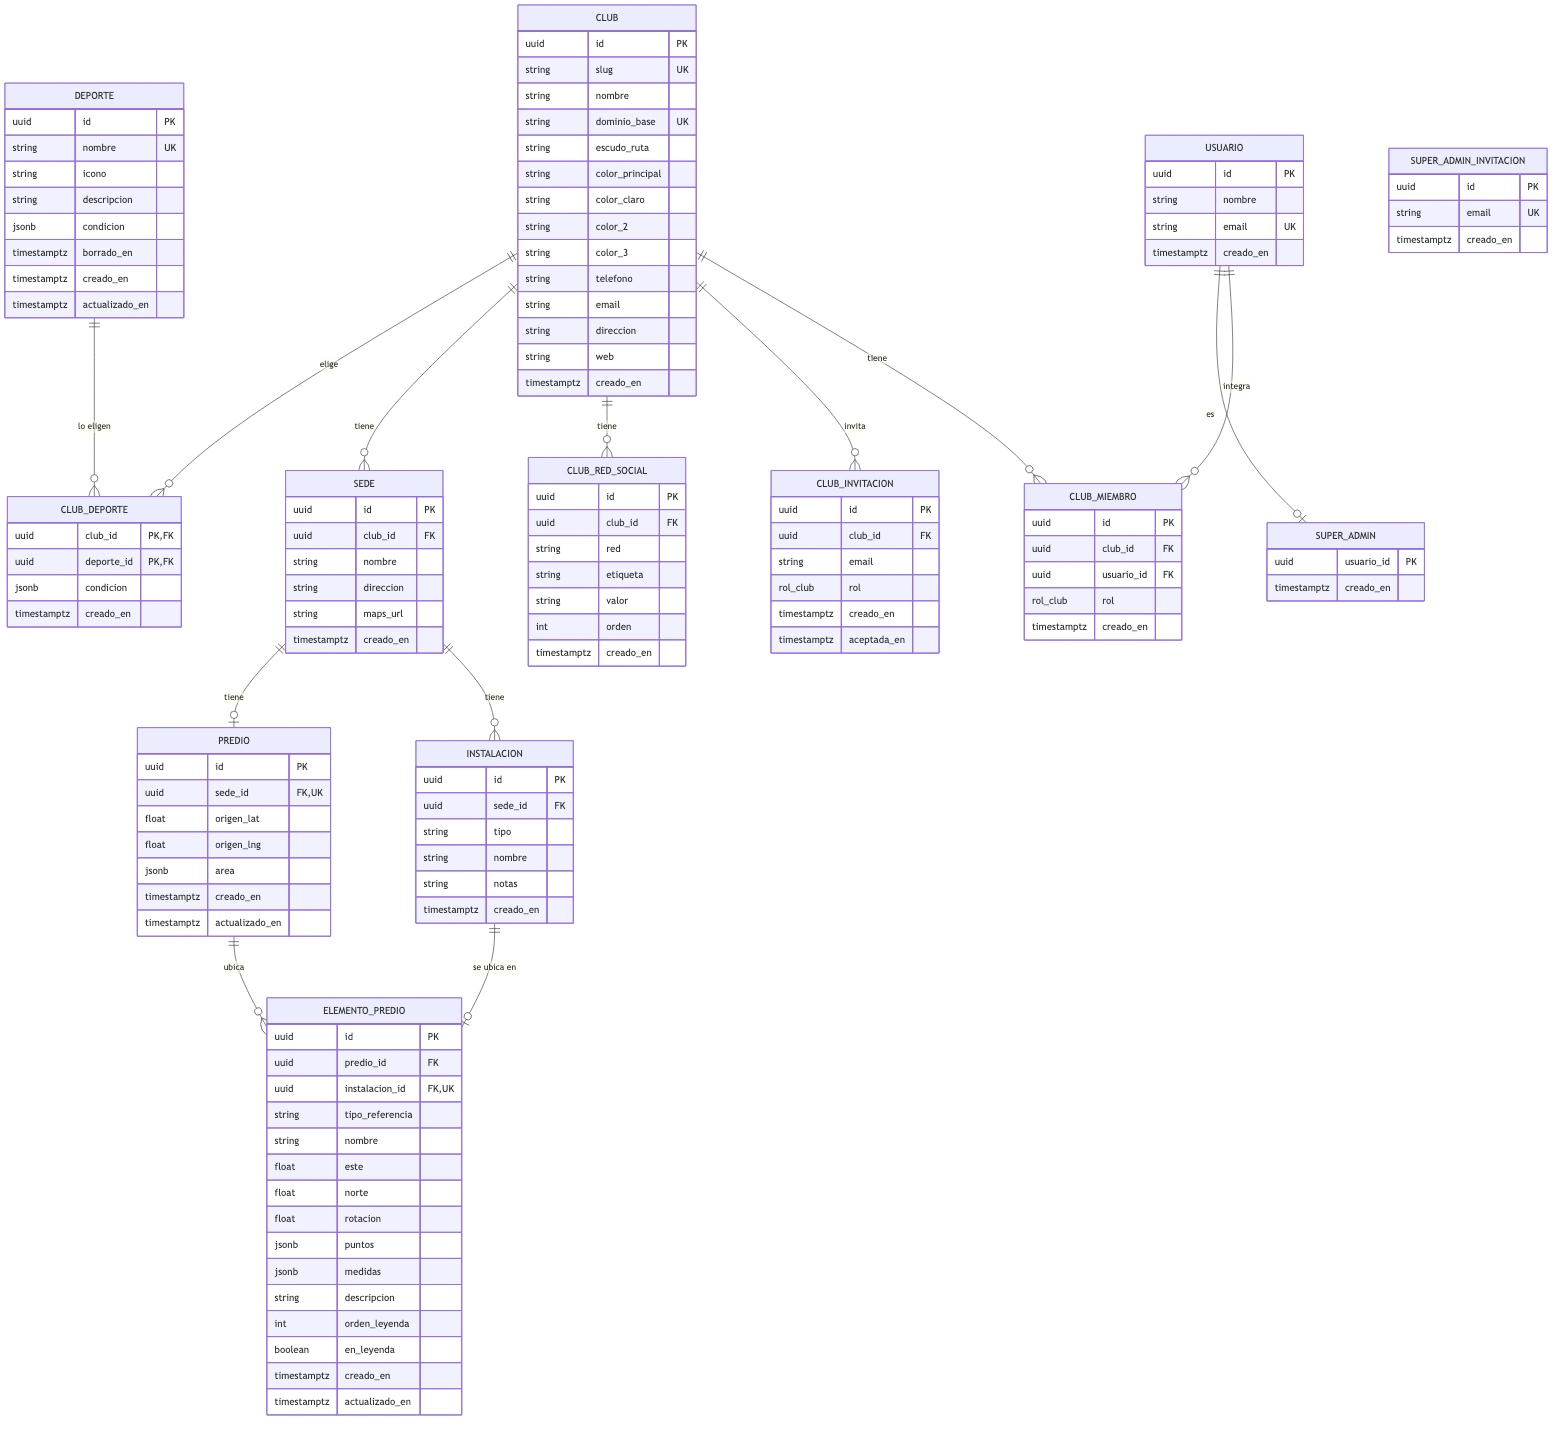 CLUB
uuid id PK
string slug UK
string nombre
string dominio_base UK
string escudo_ruta
string color_principal
string color_claro
string color_2
string color_3
string telefono
string email
string direccion
string web
timestamptz creado_en
DEPORTE
uuid id PK
string nombre UK
string icono
string descripcion
jsonb condicion
timestamptz borrado_en
timestamptz creado_en
timestamptz actualizado_en
USUARIO
uuid id PK
string nombre
string email UK
timestamptz creado_en
SUPER_ADMIN_INVITACION
uuid id PK
string email UK
timestamptz creado_en
elige
tiene
integra
es
lo eligen
tiene
tiene
invita
CLUB_DEPORTE
uuid club_id PK,FK
uuid deporte_id PK,FK
jsonb condicion
timestamptz creado_en
SEDE
uuid id PK
uuid club_id FK
string nombre
string direccion
string maps_url
timestamptz creado_en
CLUB_RED_SOCIAL
uuid id PK
uuid club_id FK
string red
string etiqueta
string valor
int orden
timestamptz creado_en
CLUB_INVITACION
uuid id PK
uuid club_id FK
string email
rol_club rol
timestamptz creado_en
timestamptz aceptada_en
CLUB_MIEMBRO
uuid id PK
uuid club_id FK
uuid usuario_id FK
rol_club rol
timestamptz creado_en
SUPER_ADMIN
uuid usuario_id PK
timestamptz creado_en
tiene
tiene
PREDIO
uuid id PK
uuid sede_id FK,UK
float origen_lat
float origen_lng
jsonb area
timestamptz creado_en
timestamptz actualizado_en
INSTALACION
uuid id PK
uuid sede_id FK
string tipo
string nombre
string notas
timestamptz creado_en
ubica
se ubica en
ELEMENTO_PREDIO
uuid id PK
uuid predio_id FK
uuid instalacion_id FK,UK
string tipo_referencia
string nombre
float este
float norte
float rotacion
jsonb puntos
jsonb medidas
string descripcion
int orden_leyenda
boolean en_leyenda
timestamptz creado_en
timestamptz actualizado_en